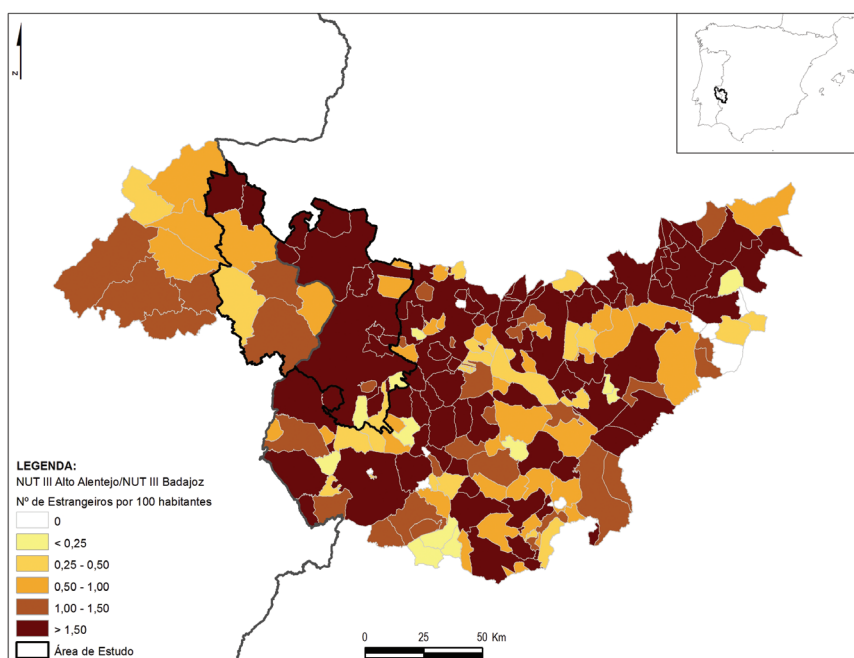 N
LEGENDA:
NUT III Alto Alentejo/NUT III Badajoz
Nº de Estrangeiros por 100 habitantes
0
< 0,25
0,25 - 0,50
0,50 - 1,00
1,00 - 1,50
> 1,50
Área de Estudo
0 25 50 Km